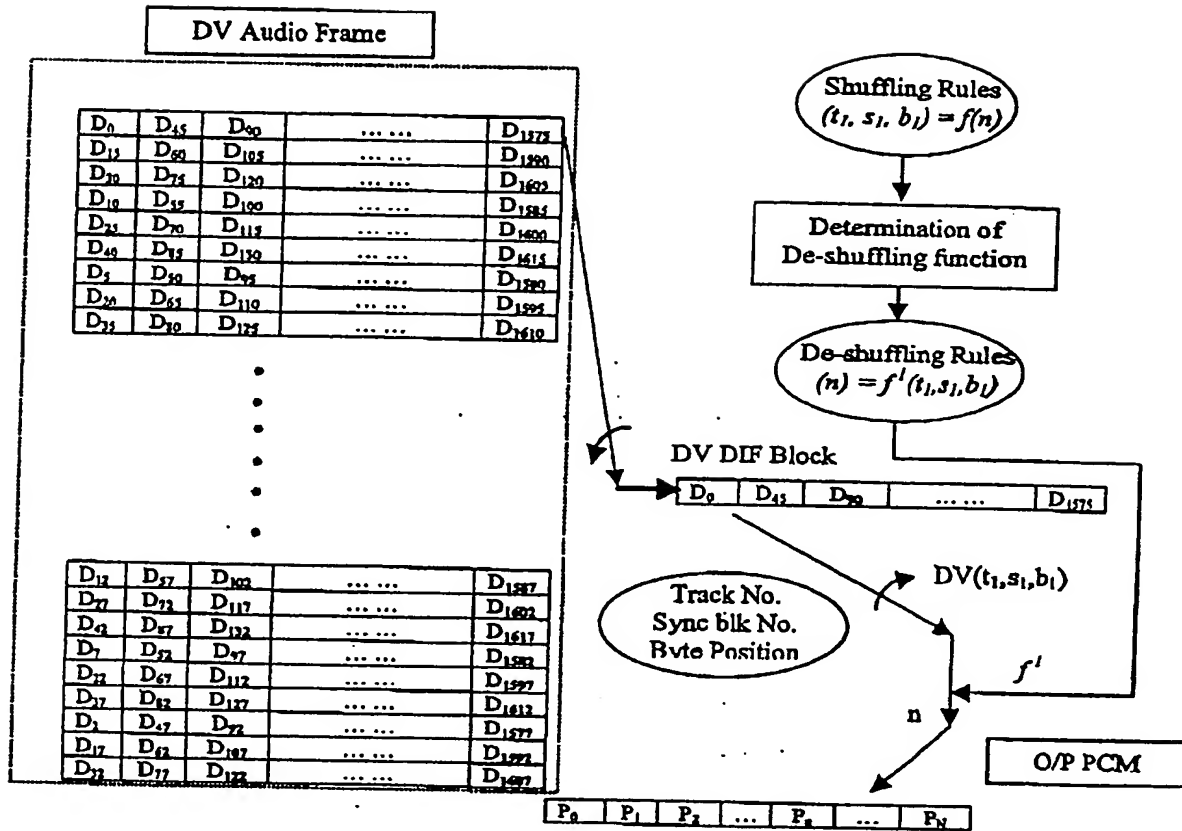 DV Audio Frame
D0 D45 D90 ... ... D1575
D15 D60 D105 ... ... D1590
D30 D75 D120 ... ... D1605
D10 D55 D100 ... ... D1585
D25 D70 D115 ... ... D1600
D40 D85 D130 ... ... D1615
D5 D50 D95 ... ... D1580
D20 D65 D110 ... ... D1595
D35 D80 D125 ... ... D1610
D12 D57 D102 ... ... D1587
D27 D72 D117 ... ... D1602
D42 D87 D132 ... ... D1617
D7 D52 D97 ... ... D1582
D22 D67 D112 ... ... D1597
D37 D82 D127 ... ... D1612
D2 D47 D92 ... ... D1577
D17 D62 D107 ... ... D1592
D32 D77 D122 ... ... D1607
Shuffling Rules
(t1, s1, b1) = f(n)
Determination of
De-shuffling function
De-shuffling Rules
(n) = f¹(t1,s1,b1)
DV DIF Block
D0 D45 D90 ... ... D1575
DV(t1,s1,b1)
Track No.
Sync blk No.
Byte Position
f¹
n
O/P PCM
P0 P1 P2 ... Pn ... PN